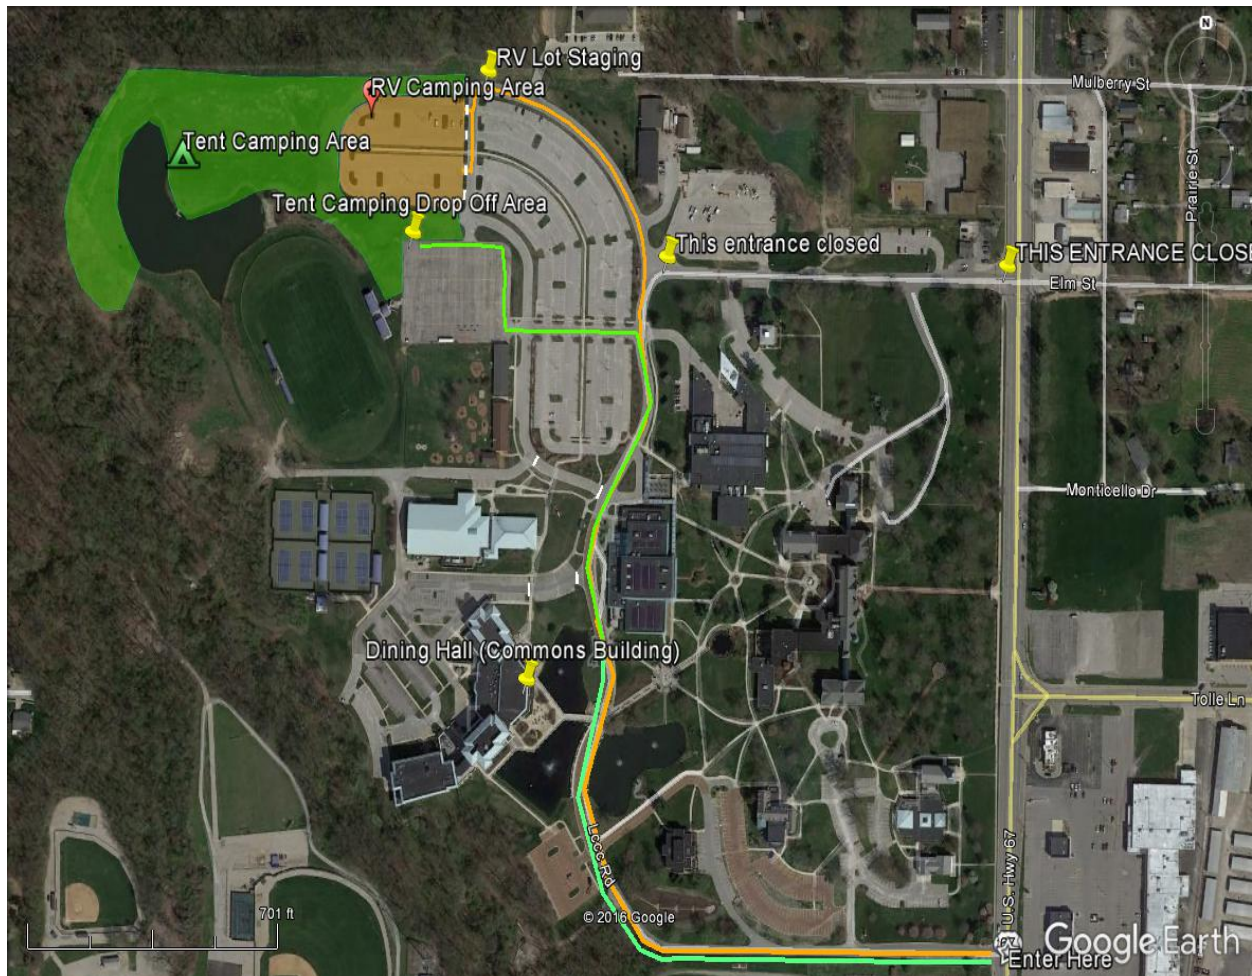 N
RV Lot Staging
Mulberry St
RV Camping Area
Tent Camping Area
Prairie St
Tent Camping Drop Off Area
This entrance closed
THIS ENTRANCE CLOSE
Elm St
Monticello Dr
Dining Hall (Commons Building)
Tolle Ln
Lccc Rd
U.S. Hwy 67
701 ft
© 2016 Google
Google Earth
Enter Here